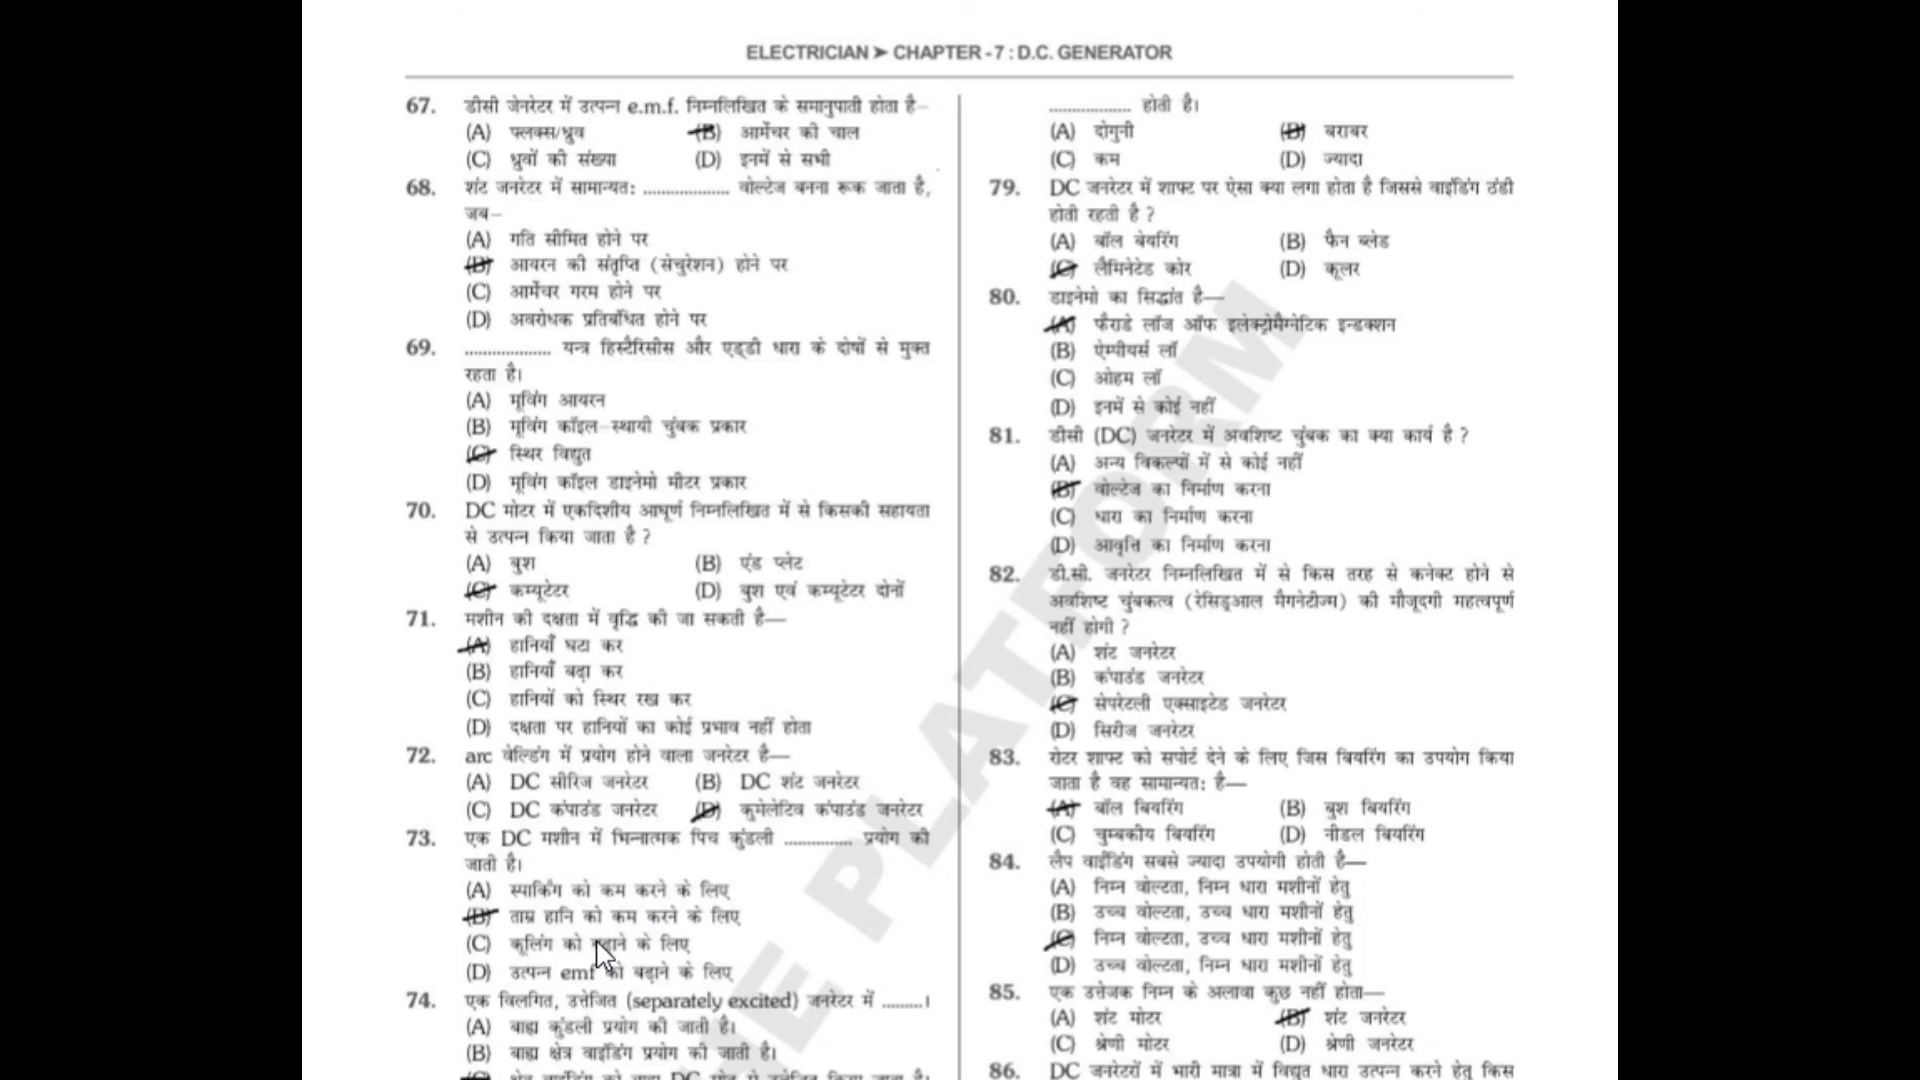 ELECTRICIAN ➤ CHAPTER - 7 : D.C. GENERATOR
67. डीसी जेनरेटर में उत्पन्न e.m.f. निम्नलिखित के समानुपाती होता है–
(A) फ्लक्स/ध्रुव (B) आर्मेचर की चाल
(C) ध्रुवों की संख्या (D) इनमें से सभी
68. शंट जनरेटर में सामान्यत: ................... वोल्टेज बनना रूक जाता है,
जब–
(A) गति सीमित होने पर
(B) आयरन की संतृप्ति (सेचुरेशन) होने पर
(C) आर्मेचर गरम होने पर
(D) अवरोधक प्रतिबंधित होने पर
69. ................... यन्त्र हिस्टैरिसीस और एड्डी धारा के दोषों से मुक्त
रहता है।
(A) मूविंग आयरन
(B) मूविंग कॉइल–स्थायी चुंबक प्रकार
(C) स्थिर विद्युत
(D) मूविंग कॉइल डाइनेमो मीटर प्रकार
70. DC मोटर में एकदिशीय आघूर्ण निम्नलिखित में से किसकी सहायता
से उत्पन्न किया जाता है ?
(A) बुश (B) एंड प्लेट
(C) कम्यूटेटर (D) बुश एवं कम्यूटेटर दोनों
71. मशीन की दक्षता में वृद्धि की जा सकती है—
(A) हानियाँ घटा कर
(B) हानियाँ बढ़ा कर
(C) हानियों को स्थिर रख कर
(D) दक्षता पर हानियों का कोई प्रभाव नहीं होता
72. arc वेल्डिंग में प्रयोग होने वाला जनरेटर है—
(A) DC सीरिज जनरेटर (B) DC शंट जनरेटर
(C) DC कंपाउंड जनरेटर (D) कुमेलेटिव कंपाउंड जनरेटर
73. एक DC मशीन में भिन्नात्मक पिच कुंडली ............... प्रयोग की
जाती है।
(A) स्पार्किंग को कम करने के लिए
(B) ताम्र हानि को कम करने के लिए
(C) कूलिंग को बढ़ाने के लिए
(D) उत्पन्न emf को बढ़ाने के लिए
74. एक विलगित, उत्तेजित (separately excited) जनरेटर में .........।
(A) बाह्य कुंडली प्रयोग की जाती है।
(B) बाह्य क्षेत्र वाइंडिंग प्रयोग की जाती है।
(C) क्षेत्र वाइंडिंग को बाह्य DC स्रोत से उत्तेजित किया जाता है।
.................. होती है।
(A) दोगुनी (B) बराबर
(C) कम (D) ज्यादा
79. DC जनरेटर में शाफ्ट पर ऐसा क्या लगा होता है जिससे वाइंडिंग ठंडी
होती रहती है ?
(A) बॉल बेयरिंग (B) फैन ब्लेड
(C) लैमिनेटेड कोर (D) कूलर
80. डाइनेमो का सिद्धांत है—
(A) फैराडे लॉज ऑफ इलेक्ट्रोमैग्नेटिक इन्डक्शन
(B) ऐम्पीयर्स लॉ
(C) ओहम लॉ
(D) इनमें से कोई नहीं
81. डीसी (DC) जनरेटर में अवशिष्ट चुंबक का क्या कार्य है ?
(A) अन्य विकल्पों में से कोई नहीं
(B) वोल्टेज का निर्माण करना
(C) धारा का निर्माण करना
(D) आवृत्ति का निर्माण करना
82. डी.सी. जनरेटर निम्नलिखित में से किस तरह से कनेक्ट होने से
अवशिष्ट चुंबकत्व (रेसिडुआल मैगनेटीज्म) की मौजूदगी महत्वपूर्ण
नहीं होगी ?
(A) शंट जनरेटर
(B) कंपाउंड जनरेटर
(C) सेपरेटली एक्साइटेड जनरेटर
(D) सिरीज जनरेटर
83. रोटर शाफ्ट को सपोर्ट देने के लिए जिस बियरिंग का उपयोग किया
जाता है वह सामान्यत: है—
(A) बॉल बियरिंग (B) बुश बियरिंग
(C) चुम्बकीय बियरिंग (D) नीडल बियरिंग
84. लैप वाईंडिंग सबसे ज्यादा उपयोगी होती है—
(A) निम्न वोल्टता, निम्न धारा मशीनों हेतु
(B) उच्च वोल्टता, उच्च धारा मशीनों हेतु
(C) निम्न वोल्टता, उच्च धारा मशीनों हेतु
(D) उच्च वोल्टता, निम्न धारा मशीनों हेतु
85. एक उत्तेजक निम्न के अलावा कुछ नहीं होता—
(A) शंट मोटर (B) शंट जनरेटर
(C) श्रेणी मोटर (D) श्रेणी जनरेटर
86. DC जनरेटरों में भारी मात्रा में विद्युत धारा उत्पन्न करने हेतु किस
PLATFORM